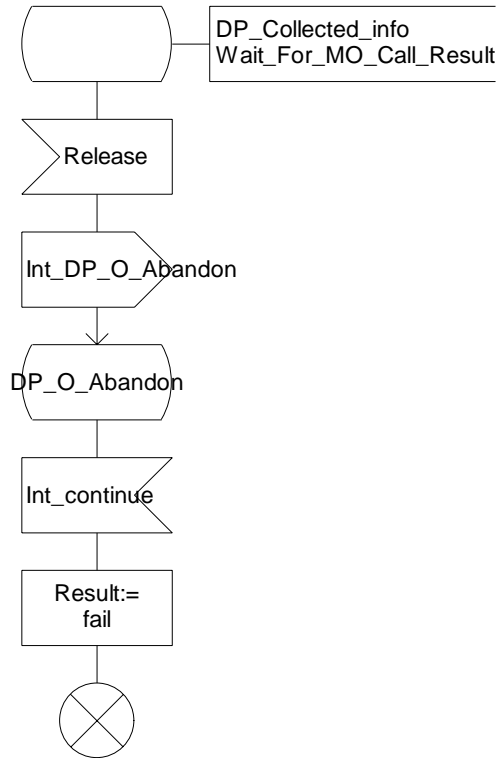 DP_Collected_info
Wait_For_MO_Call_Result
Release
Int_DP_O_Abandon
DP_O_Abandon
Int_continue
Result:=
fail